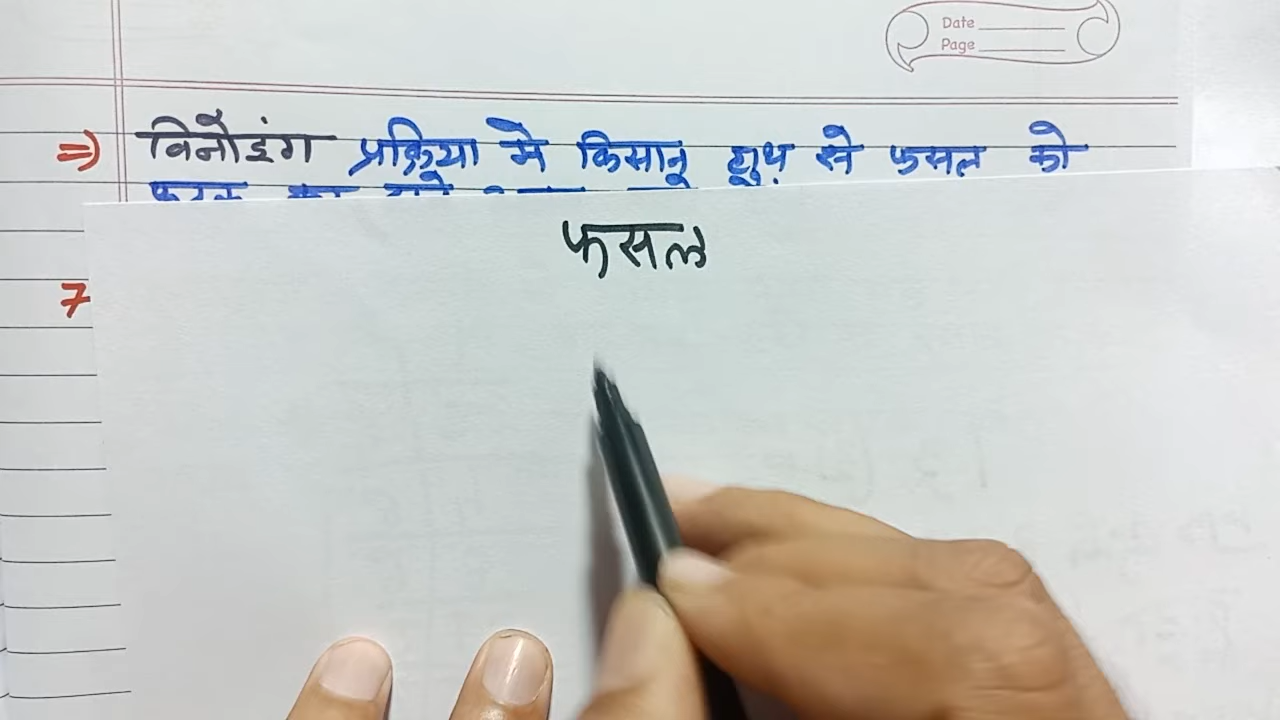 Date
Page
=) विनोइंग प्रक्रिया मे किसान हाथ से फसल को
फसल
7